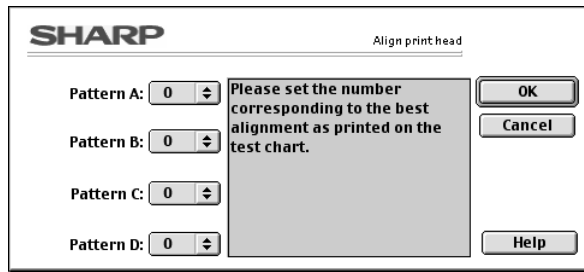 SHARP
Align print head
Pattern A: 0
Please set the number
corresponding to the best
alignment as printed on the
test chart.
OK
Cancel
Pattern B: 0
Pattern C: 0
Pattern D: 0
Help